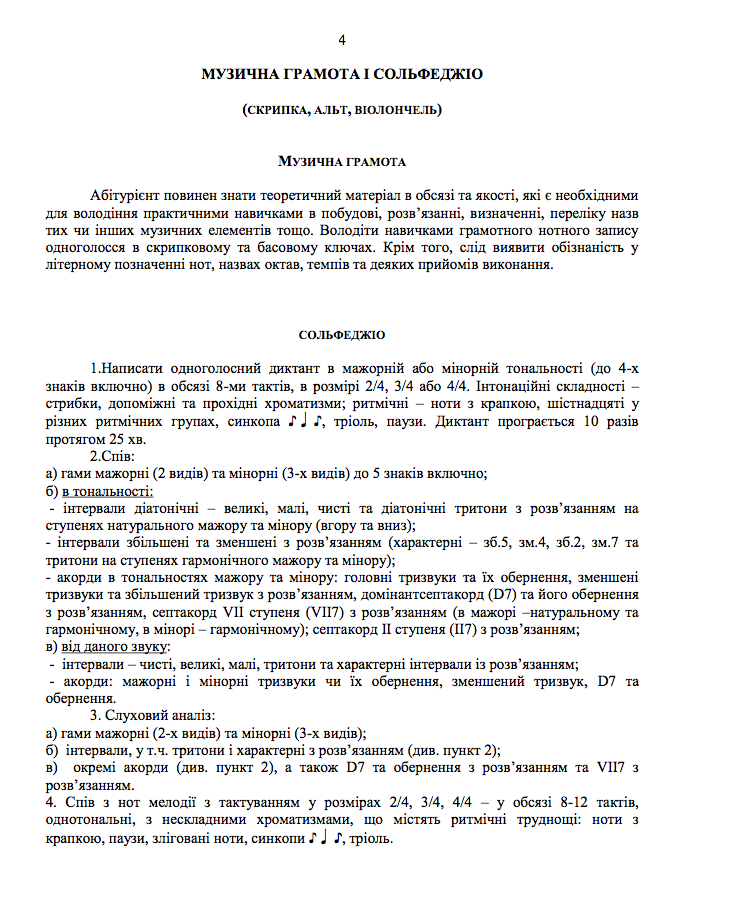 4
МУЗИЧНА ГРАМОТА І СОЛЬФЕДЖІО
(СКРИПКА, АЛЬТ, ВІОЛОНЧЕЛЬ)
МУЗИЧНА ГРАМОТА
Абітурієнт повинен знати теоретичний матеріал в обсязі та якості, які є необхідними
для володіння практичними навичками в побудові, розв’язанні, визначенні, переліку назв
тих чи інших музичних елементів тощо. Володіти навичками грамотного нотного запису
одноголосся в скрипковому та басовому ключах. Крім того, слід виявити обізнаність у
літерному позначенні нот, назвах октав, темпів та деяких прийомів виконання.
СОЛЬФЕДЖІО
1.Написати одноголосний диктант в мажорній або мінорній тональності (до 4-х
знаків включно) в обсязі 8-ми тактів, в розмірі 2/4, 3/4 або 4/4. Інтонаційні складності –
стрибки, допоміжні та прохідні хроматизми; ритмічні – ноти з крапкою, шістнадцяті у
різних ритмічних групах, синкопа ♪ ♩ ♪, тріоль, паузи. Диктант програється 10 разів
протягом 25 хв.
2.Спів:
а) гами мажорні (2 видів) та мінорні (3-х видів) до 5 знаків включно;
б) в тональності:
- інтервали діатонічні – великі, малі, чисті та діатонічні тритони з розв’язанням на
ступенях натурального мажору та мінору (вгору та вниз);
- інтервали збільшені та зменшені з розв’язанням (характерні – зб.5, зм.4, зб.2, зм.7 та
тритони на ступенях гармонічного мажору та мінору);
- акорди в тональностях мажору та мінору: головні тризвуки та їх обернення, зменшені
тризвуки та збільшений тризвук з розв’язанням, домінантсептакорд (D7) та його обернення
з розв’язанням, септакорд VII ступеня (VII7) з розв’язанням (в мажорі –натуральному та
гармонічному, в мінорі – гармонічному); септакорд II ступеня (II7) з розв’язанням;
в) від даного звуку:
- інтервали – чисті, великі, малі, тритони та характерні інтервали із розв’язанням;
- акорди: мажорні і мінорні тризвуки чи їх обернення, зменшений тризвук, D7 та
обернення.
3. Слуховий аналіз:
а) гами мажорні (2-х видів) та мінорні (3-х видів);
б) інтервали, у т.ч. тритони і характерні з розв’язанням (див. пункт 2);
в) окремі акорди (див. пункт 2), а також D7 та обернення з розв’язанням та VII7 з
розв’язанням.
4. Спів з нот мелодії з тактуванням у розмірах 2/4, 3/4, 4/4 – у обсязі 8-12 тактів,
однотональні, з нескладними хроматизмами, що містять ритмічні труднощі: ноти з
крапкою, паузи, зліговані ноти, синкопи ♪ ♩ ♪, тріоль.